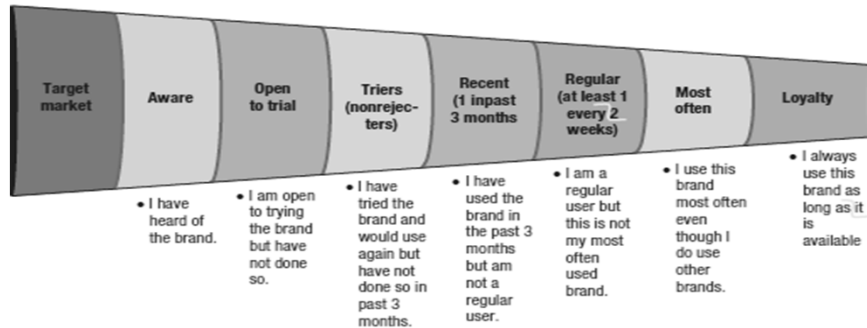 Target
market
Aware
Open
to trial
Triers
(nonrejec-
ters)
Recent
(1 inpast
3 months
Regular
(at least 1
every 2
weeks)
Most
often
Loyalty
• I have
heard of
the brand.
• I am open
to trying
the brand
but have
not done
so.
• I have
tried the
brand and
would use
again but
have not
done so in
past 3
months.
• I have
used the
brand in
the past 3
months
but am
not a
regular
user.
• I am a
regular
user but
this is not
my most
often
used
brand.
• I use this
brand
most often
even
though I
do use
other
brands.
• I always
use this
brand as
long as it
is
available